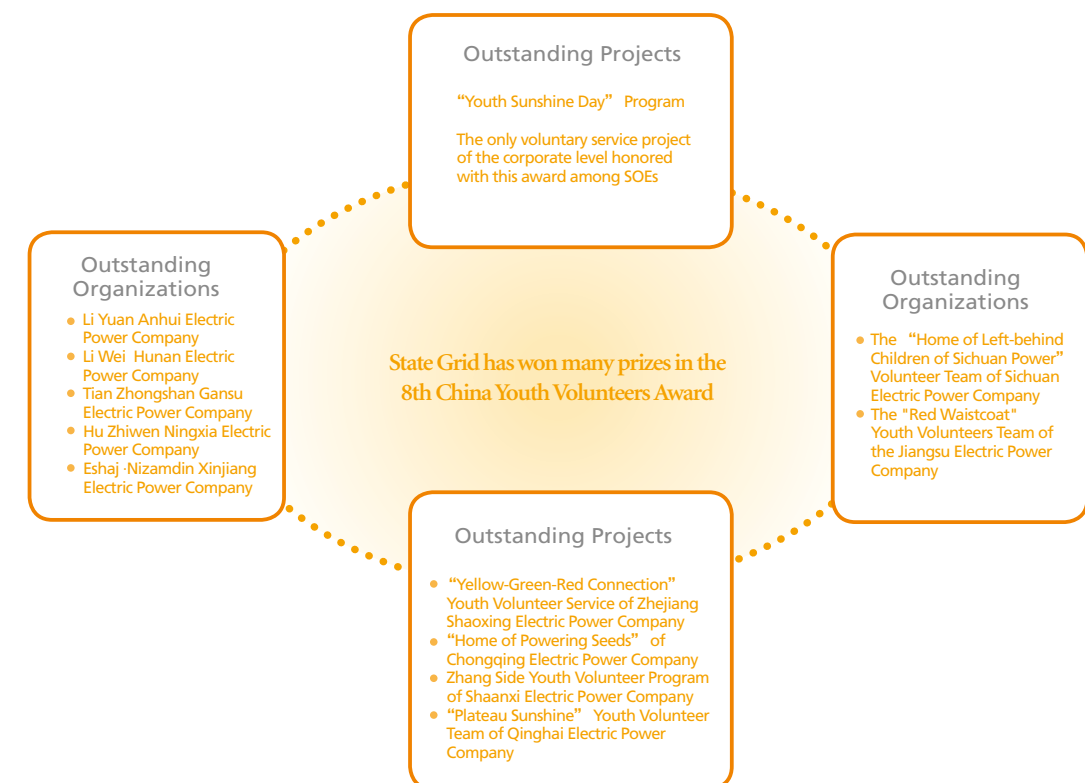 Outstanding Projects
“Youth Sunshine Day” Program
The only voluntary service project
of the corporate level honored
with this award among SOEs
Outstanding
Organizations
Li Yuan Anhui Electric
Power Company
Li Wei Hunan Electric
Power Company
Tian Zhongshan Gansu
Electric Power Company
Hu Zhiwen Ningxia Electric
Power Company
Eshaj ·Nizamdin Xinjiang
Electric Power Company
State Grid has won many prizes in the
8th China Youth Volunteers Award
Outstanding
Organizations
The “Home of Left-behind
Children of Sichuan Power”
Volunteer Team of Sichuan
Electric Power Company
The "Red Waistcoat"
Youth Volunteers Team of
the Jiangsu Electric Power
Company
Outstanding Projects
“Yellow-Green-Red Connection”
Youth Volunteer Service of Zhejiang
Shaoxing Electric Power Company
“Home of Powering Seeds” of
Chongqing Electric Power Company
Zhang Side Youth Volunteer Program
of Shaanxi Electric Power Company
“Plateau Sunshine” Youth Volunteer
Team of Qinghai Electric Power
Company